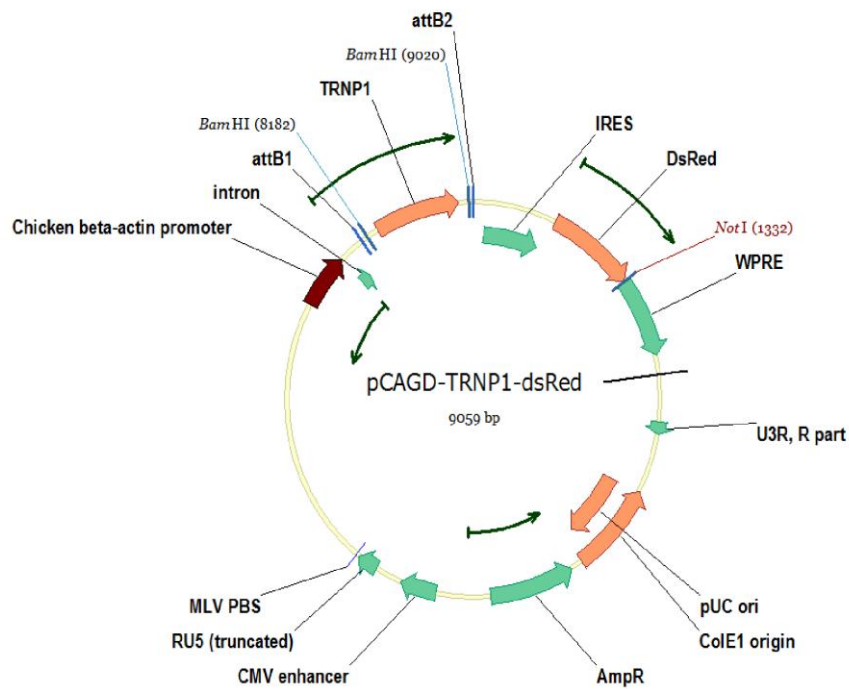 attB2
BamHI (9020)
TRNP1
IRES
BamHI (8182)
DsRed
attB1
intron
NotI (1332)
Chicken beta-actin promoter
WPRE
pCAGD-TRNP1-dsRed
9059 bp
U3R, R part
MLV PBS
pUC ori
RU5 (truncated)
ColE1 origin
CMV enhancer
AmpR